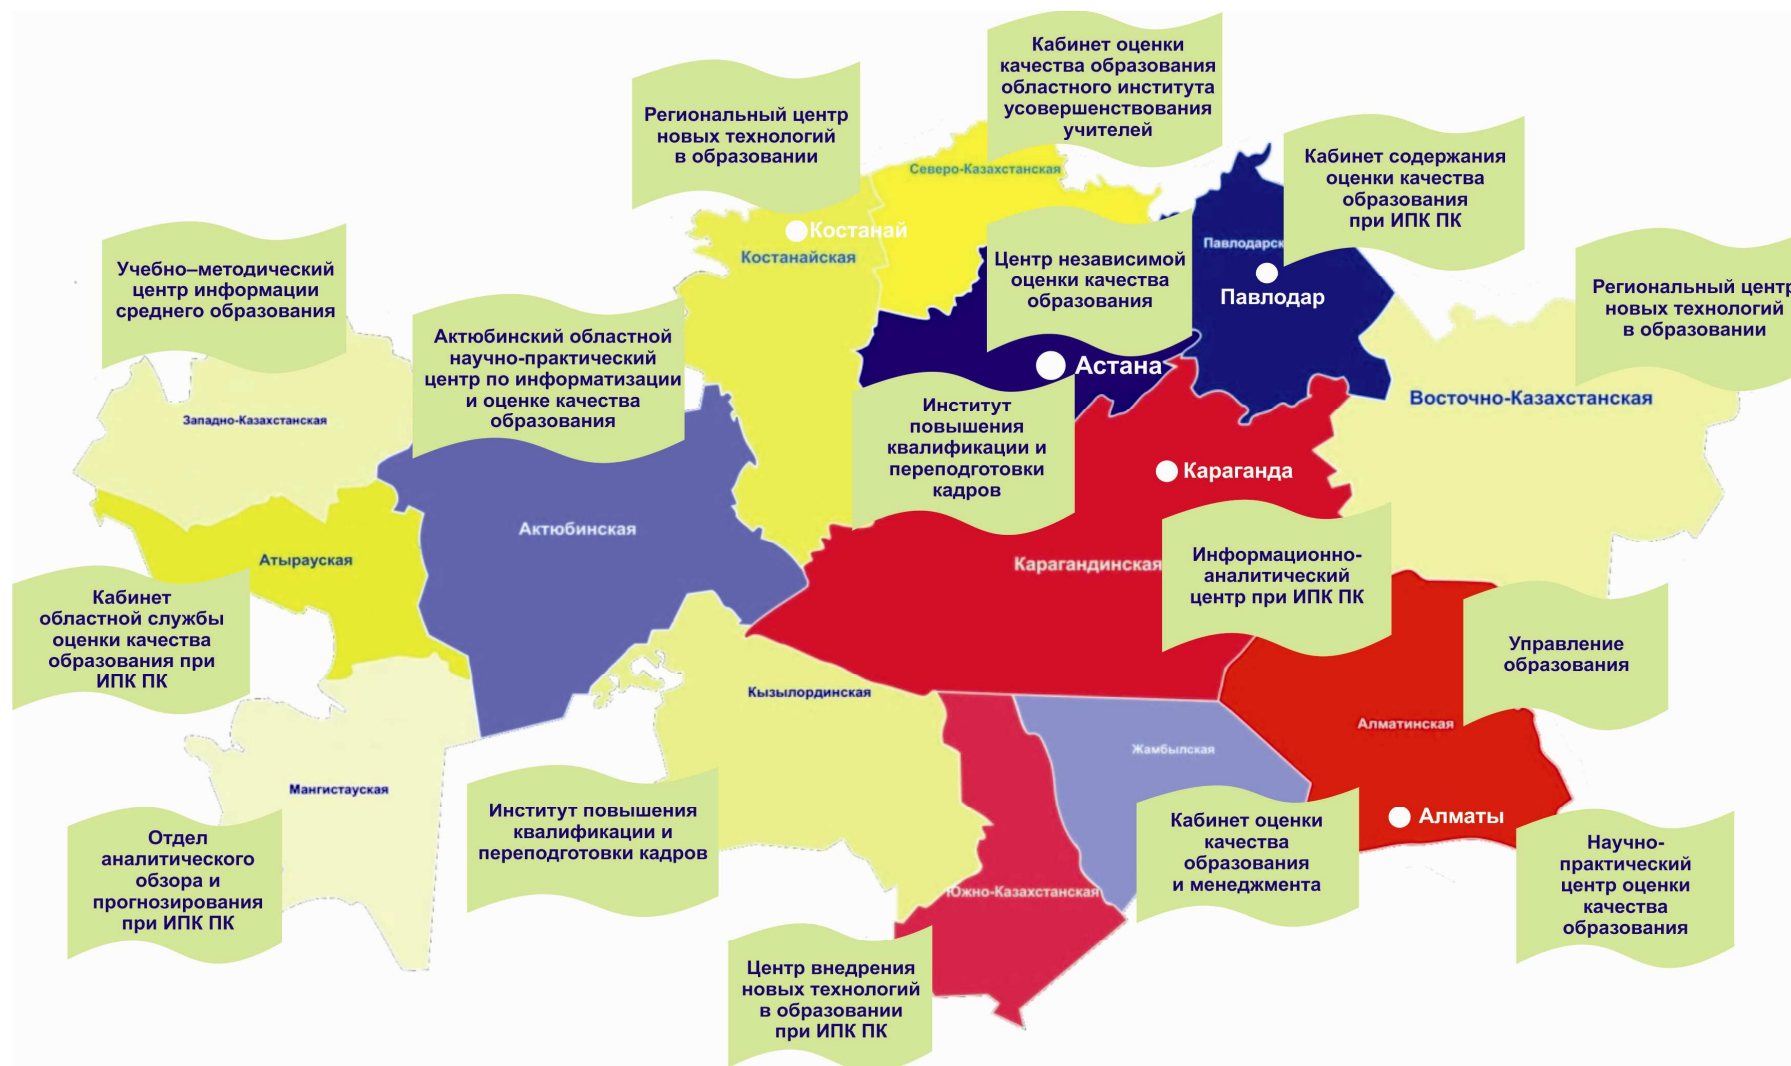 Кабинет оценки
качества образования
областного института
усовершенствования
учителей
Региональный центр
новых технологий
в образовании
Кабинет содержания
оценки качества
образования
при ИПК ПК
Северо-Казахстанская
Костанай
Костанайская
Центр независимой
оценки качества
образования
Павлодарск
Павлодар
Учебно–методический
центр информации
среднего образования
Региональный центр
новых технологий
в образовании
Актюбинский областной
научно-практический
центр по информатизации
и оценке качества
образования
Астана
Восточно-Казахстанская
Западно-Казахстанская
Институт
повышения
квалификации и
переподготовки
кадров
Караганда
Актюбинская
Атырауская
Карагандинская
Информационно-
аналитический
центр при ИПК ПК
Кабинет
областной службы
оценки качества
образования при
ИПК ПК
Управление
образования
Кызылординская
Алматинская
Жамбылская
Мангистауская
Институт повышения
квалификации и
переподготовки кадров
Алматы
Кабинет оценки
качества
образования
и менеджмента
Отдел
аналитического
обзора и
прогнозирования
при ИПК ПК
Научно-
практический
центр оценки
качества
образования
Южно-Казахстанская
Центр внедрения
новых технологий
в образовании
при ИПК ПК